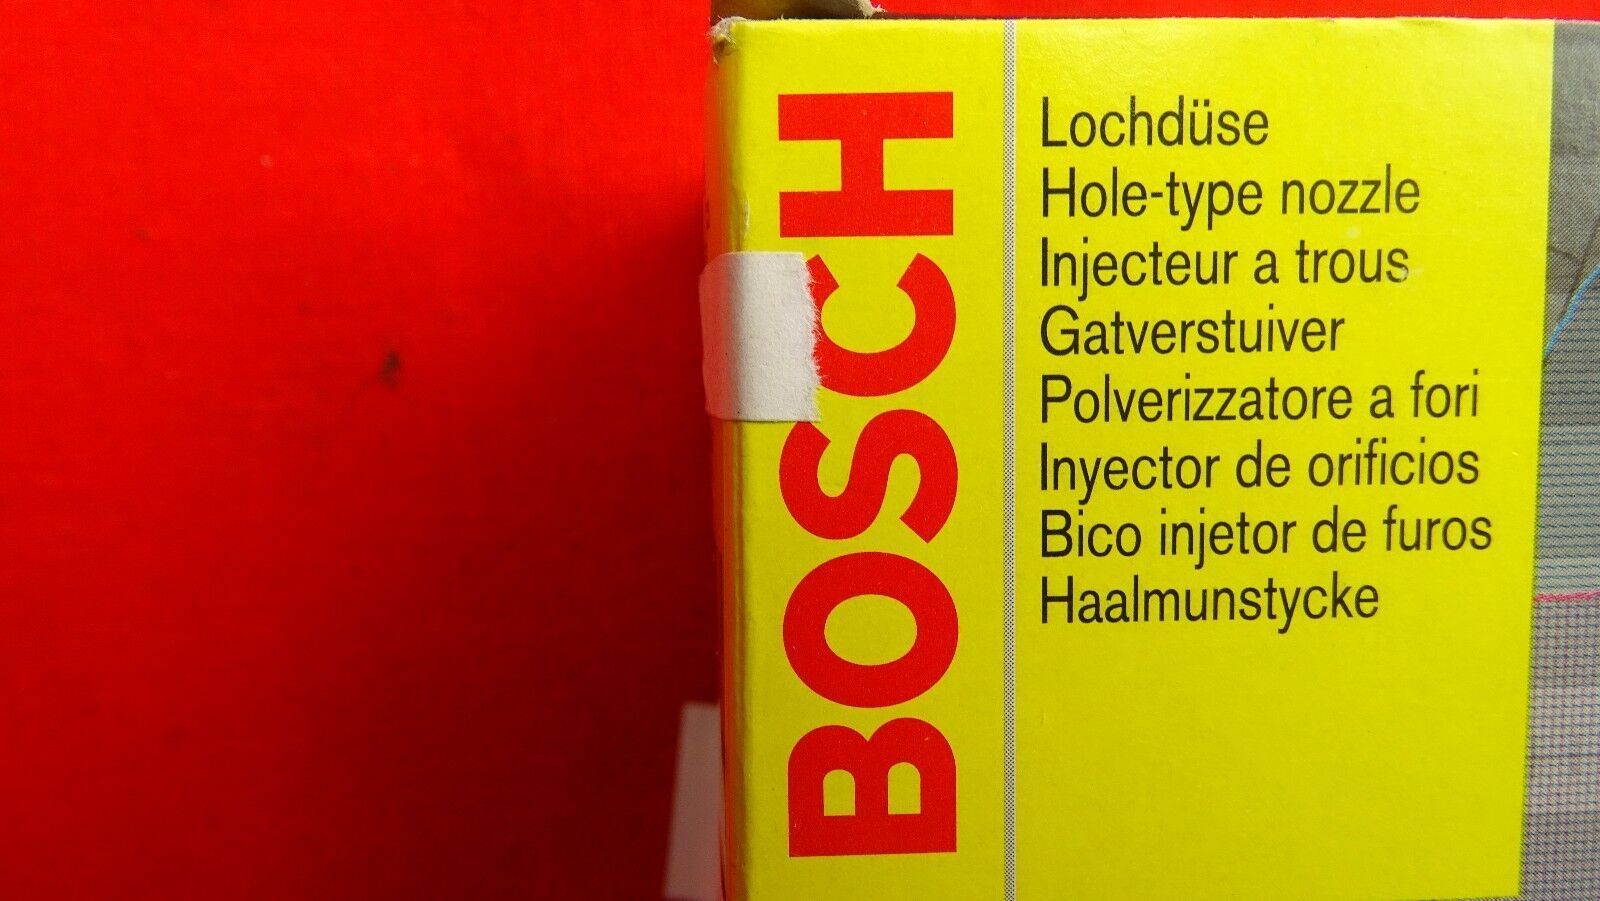 BOSCH
Lochdüse
Hole-type nozzle
Injecteur a trous
Gatverstuiver
Polverizzatore a fori
Inyector de orificios
Bico injetor de furos
Haalmunstycke